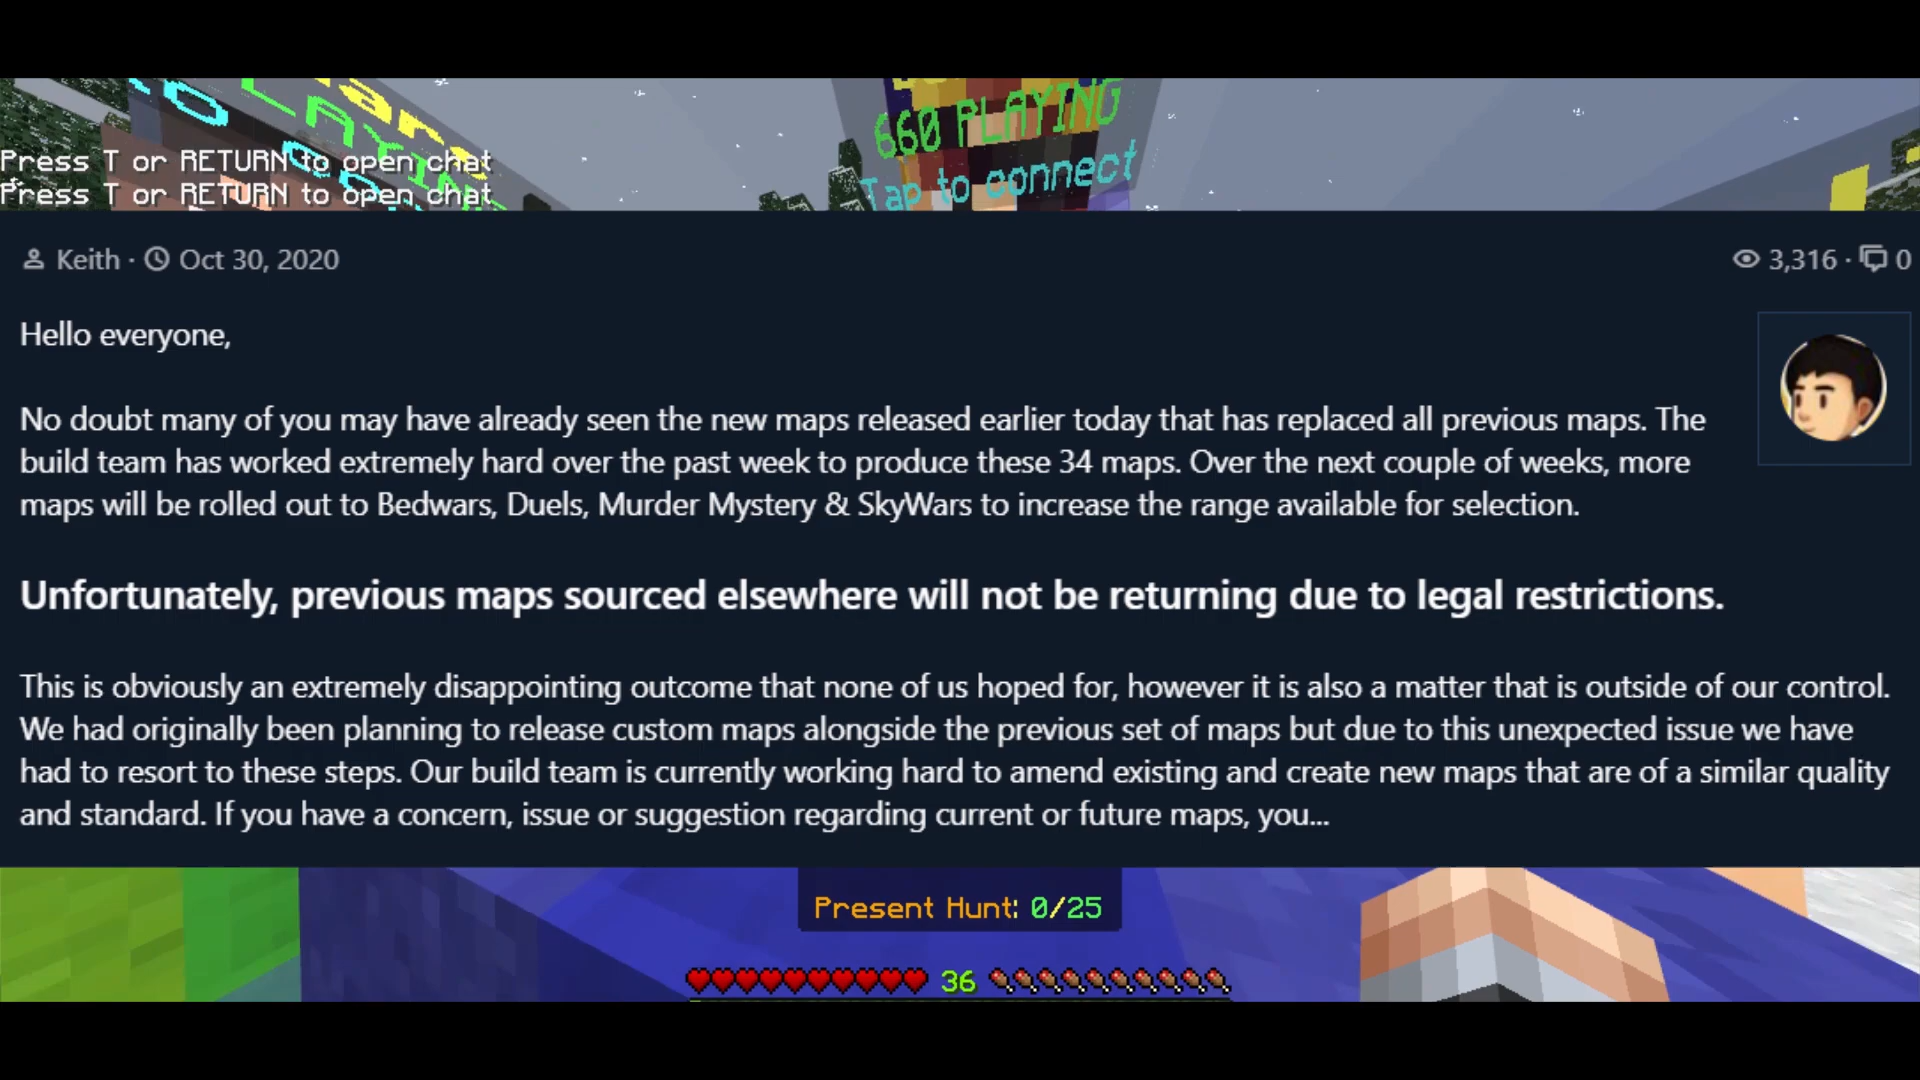 660 PLAYING
Tap to connect
Press T or RETURN to open chat
Press T or RETURN to open chat
Keith · Oct 30, 2020
3,316 · 0
Hello everyone,
No doubt many of you may have already seen the new maps released earlier today that has replaced all previous maps. The
build team has worked extremely hard over the past week to produce these 34 maps. Over the next couple of weeks, more
maps will be rolled out to Bedwars, Duels, Murder Mystery & SkyWars to increase the range available for selection.
Unfortunately, previous maps sourced elsewhere will not be returning due to legal restrictions.
This is obviously an extremely disappointing outcome that none of us hoped for, however it is also a matter that is outside of our control.
We had originally been planning to release custom maps alongside the previous set of maps but due to this unexpected issue we have
had to resort to these steps. Our build team is currently working hard to amend existing and create new maps that are of a similar quality
and standard. If you have a concern, issue or suggestion regarding current or future maps, you...
Present Hunt: 0/25
36